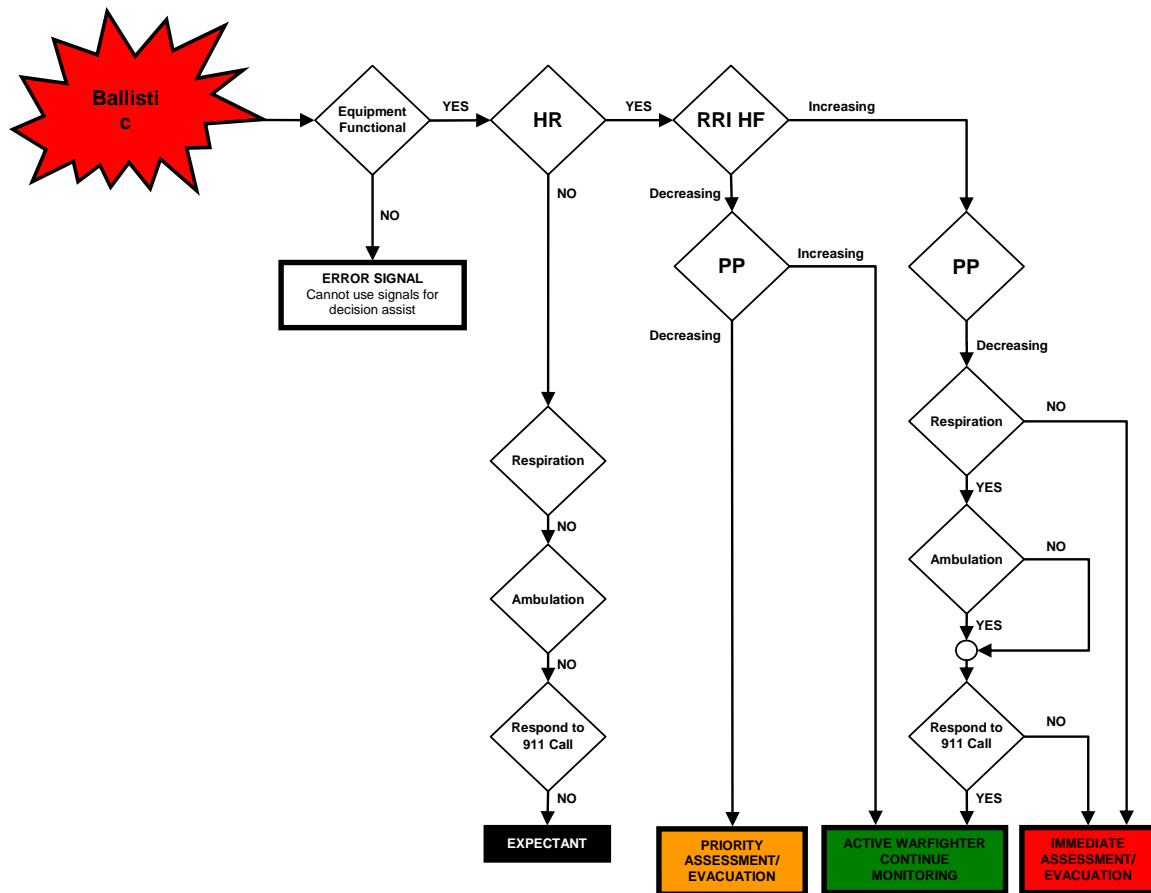 Ballisti
c
Equipment
Functional
YES
HR
YES
RRI HF
Increasing
NO
NO
Decreasing
ERROR SIGNAL
Cannot use signals for
decision assist
PP
Increasing
PP
Decreasing
Decreasing
Respiration
NO
Respiration
NO
YES
Ambulation
NO
Ambulation
NO
YES
Respond to
911 Call
NO
Respond to
911 Call
NO
YES
EXPECTANT
PRIORITY
ASSESSMENT/
EVACUATION
ACTIVE WARFIGHTER
CONTINUE
MONITORING
IMMEDIATE
ASSESSMENT/
EVACUATION